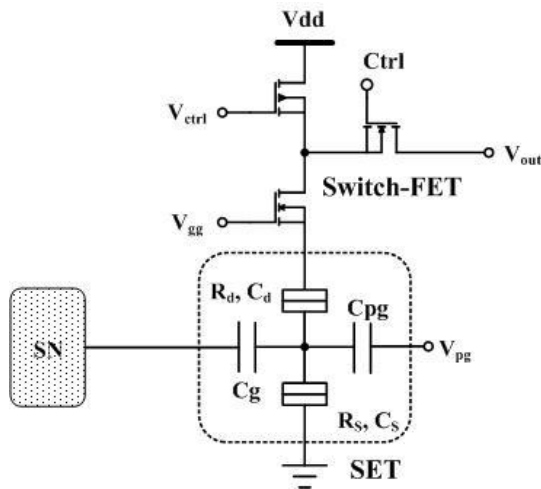 Vdd
Ctrl
Vctrl
Vout
Switch-FET
Vgg
Rd, Cd
Cpg
SN
Vpg
Cg
RS, CS
SET